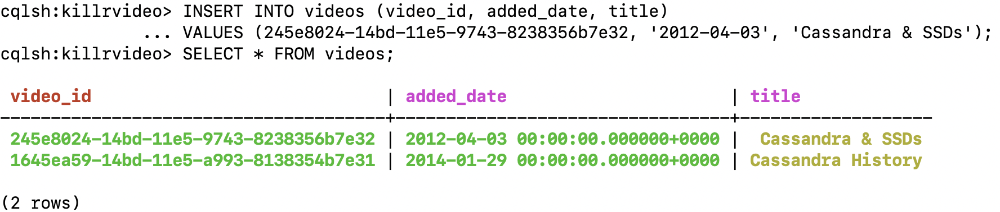 cqlsh:killrvideo> INSERT INTO videos (video_id, added_date, title)
... VALUES (245e8024-14bd-11e5-9743-8238356b7e32, '2012-04-03', 'Cassandra & SSDs');
cqlsh:killrvideo> SELECT * FROM videos;
video_id | added_date | title
--------------------------------------+---------------------------------+-------------------
245e8024-14bd-11e5-9743-8238356b7e32 | 2012-04-03 00:00:00.000000+0000 | Cassandra & SSDs
1645ea59-14bd-11e5-a993-8138354b7e31 | 2014-01-29 00:00:00.000000+0000 | Cassandra History
(2 rows)